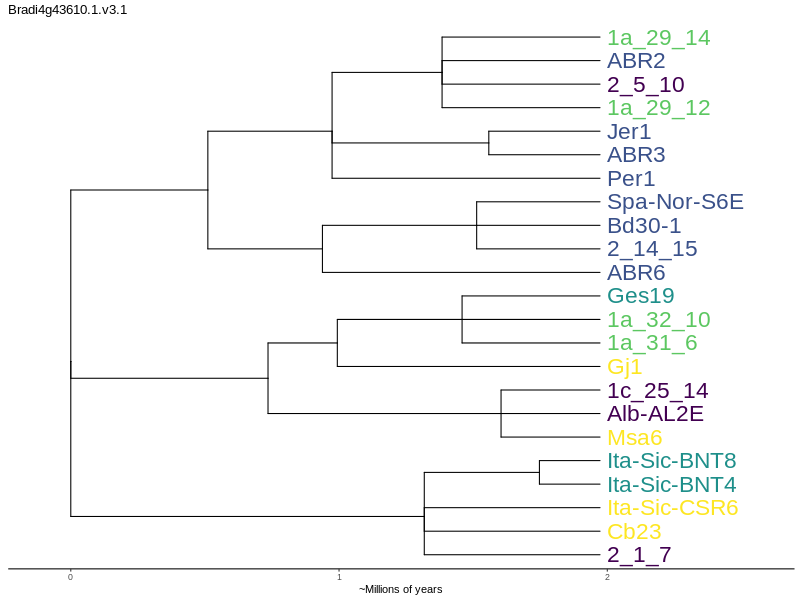 Bradi4g43610.1.v3.1
1a_29_14
ABR2
2_5_10
1a_29_12
Jer1
ABR3
Per1
Spa-Nor-S6E
Bd30-1
2_14_15
ABR6
Ges19
1a_32_10
1a_31_6
Gj1
1c_25_14
Alb-AL2E
Msa6
Ita-Sic-BNT8
Ita-Sic-BNT4
Ita-Sic-CSR6
Cb23
2_1_7
0 1 2
~Millions of years